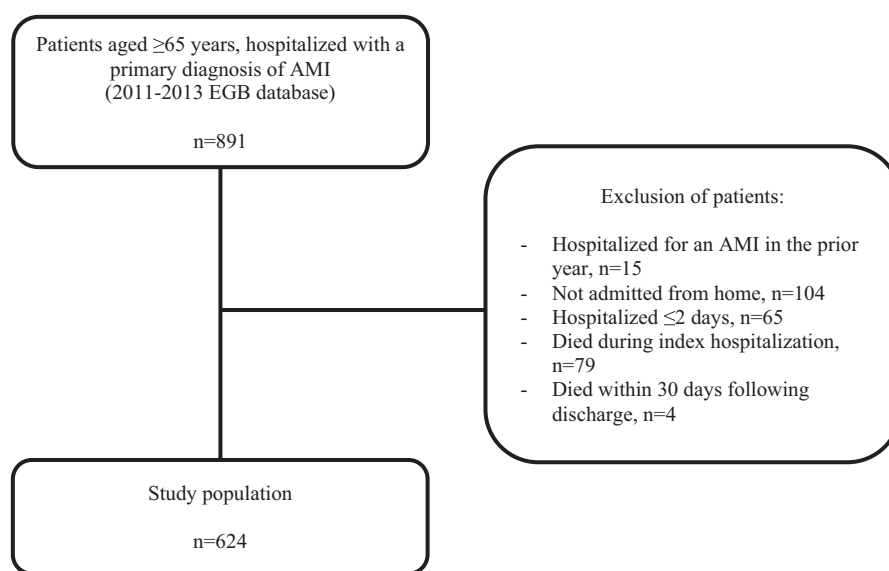 Patients aged ≥65 years, hospitalized with a
primary diagnosis of AMI
(2011-2013 EGB database)
n=891
Exclusion of patients:
- Hospitalized for an AMI in the prior
year, n=15
- Not admitted from home, n=104
- Hospitalized ≤2 days, n=65
- Died during index hospitalization,
n=79
- Died within 30 days following
discharge, n=4
Study population
n=624